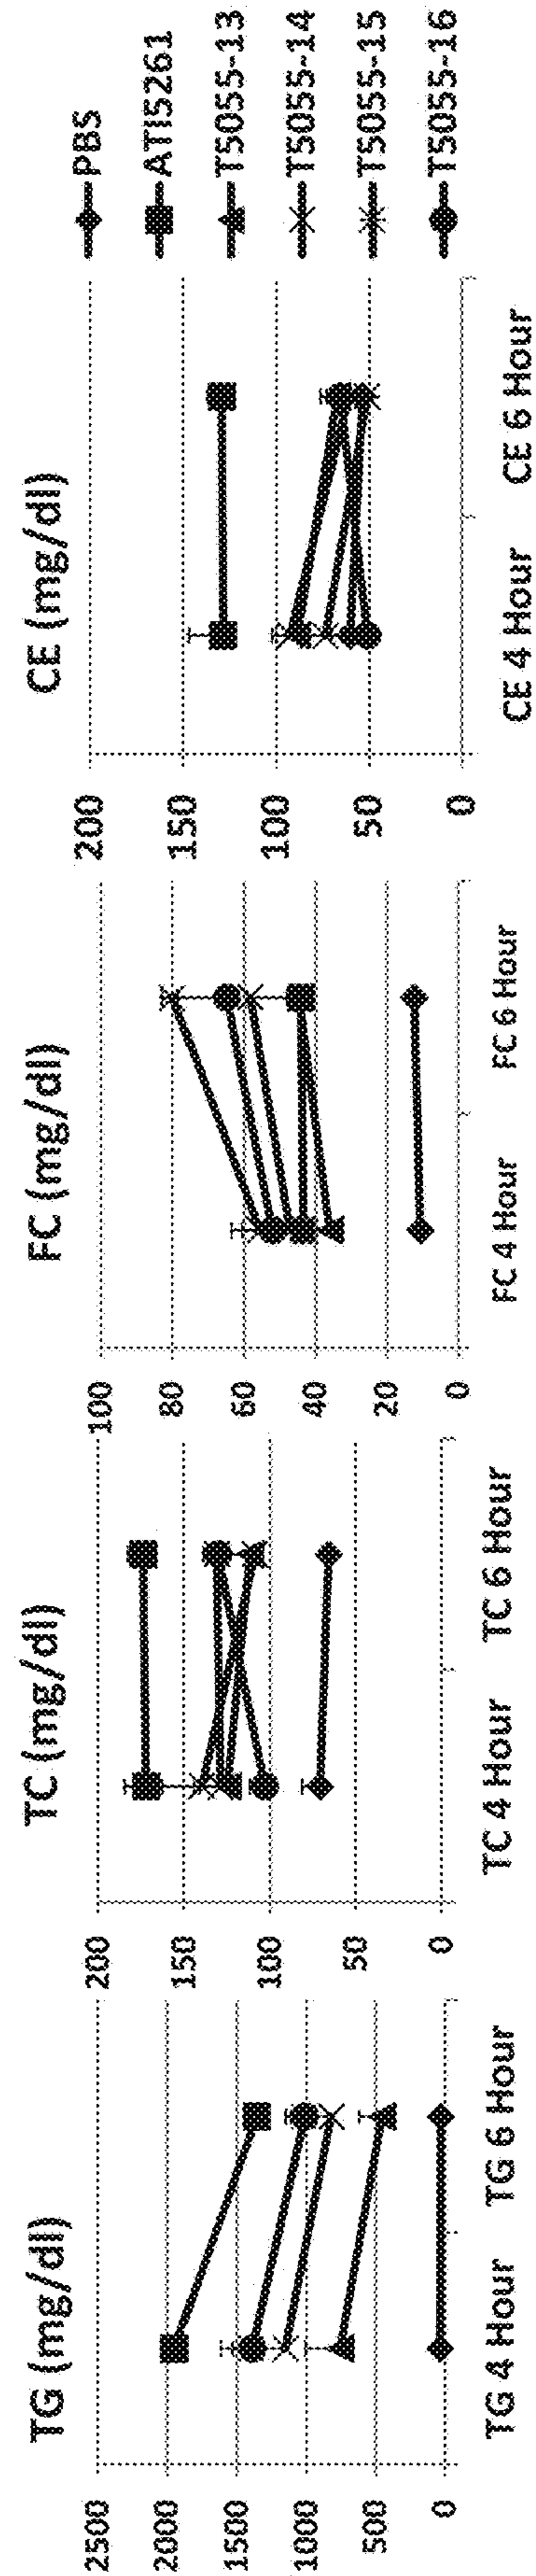 TG (mg/dl)
2500
2000
1500
1000
500
0
TG 4 Hour
TG 6 Hour
TC (mg/dl)
200
150
100
50
0
TC 4 Hour
TC 6 Hour
FC (mg/dl)
100
80
60
40
20
0
FC 4 Hour
FC 6 Hour
CE (mg/dl)
200
150
100
50
0
CE 4 Hour
CE 6 Hour
PBS
ATI5261
T5055-13
T5055-14
T5055-15
T5055-16